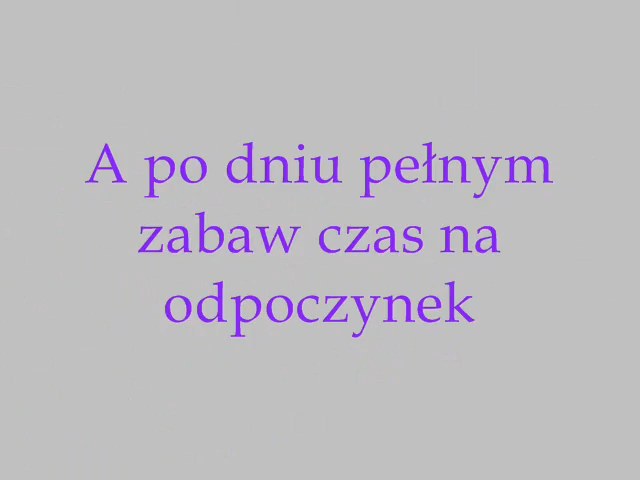 A po dniu pełnym
zabaw czas na
odpoczynek